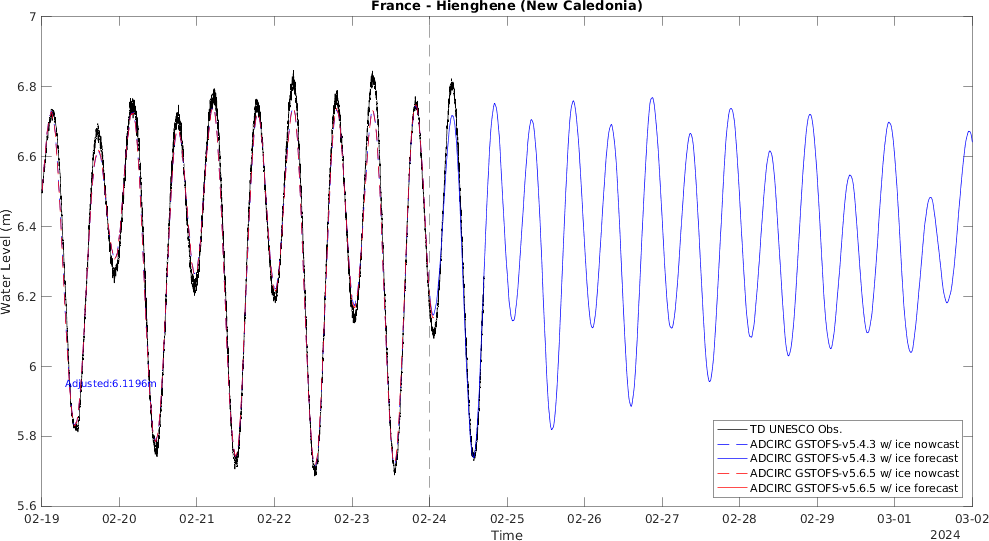 France - Hienghene (New Caledonia)
7
6.8
6.6
6.4
6.2
6
5.8
5.6
Water Level (m)
Adjusted:6.1196m
TD UNESCO Obs.
ADCIRC GSTOFS-v5.4.3 w/ ice nowcast
ADCIRC GSTOFS-v5.4.3 w/ ice forecast
ADCIRC GSTOFS-v5.6.5 w/ ice nowcast
ADCIRC GSTOFS-v5.6.5 w/ ice forecast
02-19 02-20 02-21 02-22 02-23 02-24 02-25 02-26 02-27 02-28 02-29 03-01 03-02
Time
2024